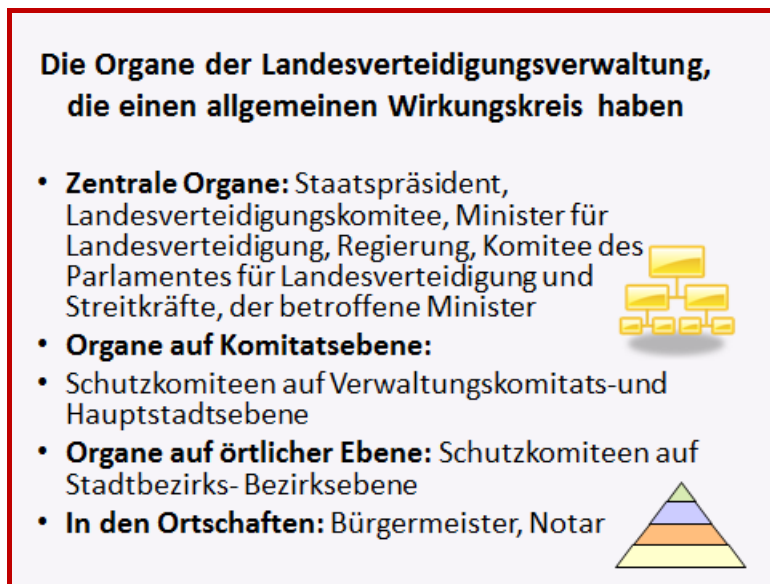 Die Organe der Landesverteidigungsverwaltung,
die einen allgemeinen Wirkungskreis haben
• Zentrale Organe: Staatspräsident,
Landesverteidigungskomitee, Minister für
Landesverteidigung, Regierung, Komitee des
Parlamentes für Landesverteidigung und
Streitkräfte, der betroffene Minister
• Organe auf Komitatsebene:
• Schutzkomiteen auf Verwaltungskomitats-und
Hauptstadtsebene
• Organe auf örtlicher Ebene: Schutzkomiteen auf
Stadtbezirks- Bezirksebene
• In den Ortschaften: Bürgermeister, Notar